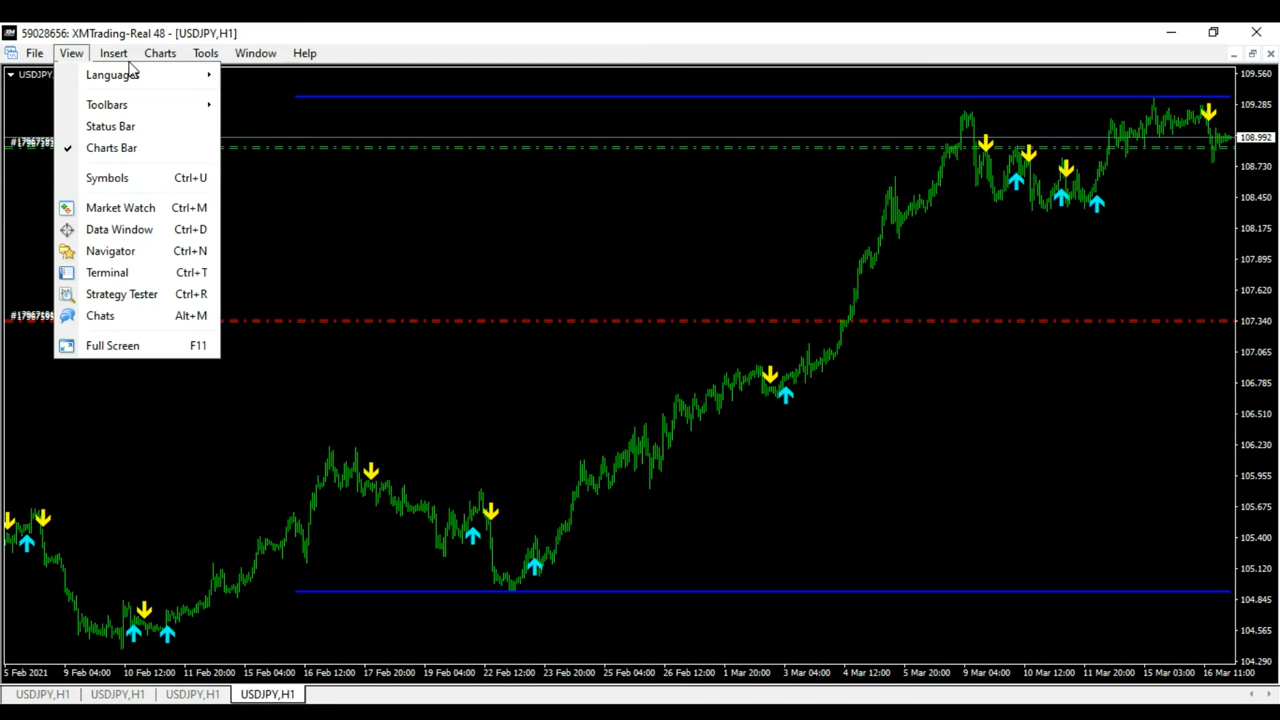 59028656: XMTrading-Real 48 - [USDJPY,H1]
File View Insert Charts Tools Window Help
USDJPY,
Languages
Toolbars
Status Bar
Charts Bar
Symbols Ctrl+U
Market Watch Ctrl+M
Data Window Ctrl+D
Navigator Ctrl+N
Terminal Ctrl+T
Strategy Tester Ctrl+R
Chats Alt+M
Full Screen F11
109.560
109.285
108.992
108.730
108.450
108.175
107.895
107.620
107.340
107.065
106.785
106.510
106.230
105.955
105.675
105.400
105.120
104.845
104.565
104.290
5 Feb 2021 9 Feb 04:00 10 Feb 12:00 11 Feb 20:00 15 Feb 04:00 16 Feb 12:00 17 Feb 20:00 19 Feb 04:00 22 Feb 12:00 23 Feb 20:00 25 Feb 04:00 26 Feb 12:00 1 Mar 20:00 3 Mar 04:00 4 Mar 12:00 5 Mar 20:00 9 Mar 04:00 10 Mar 12:00 11 Mar 20:00 15 Mar 03:00 16 Mar 11:00
USDJPY,H1 USDJPY,H1 USDJPY,H1 USDJPY,H1